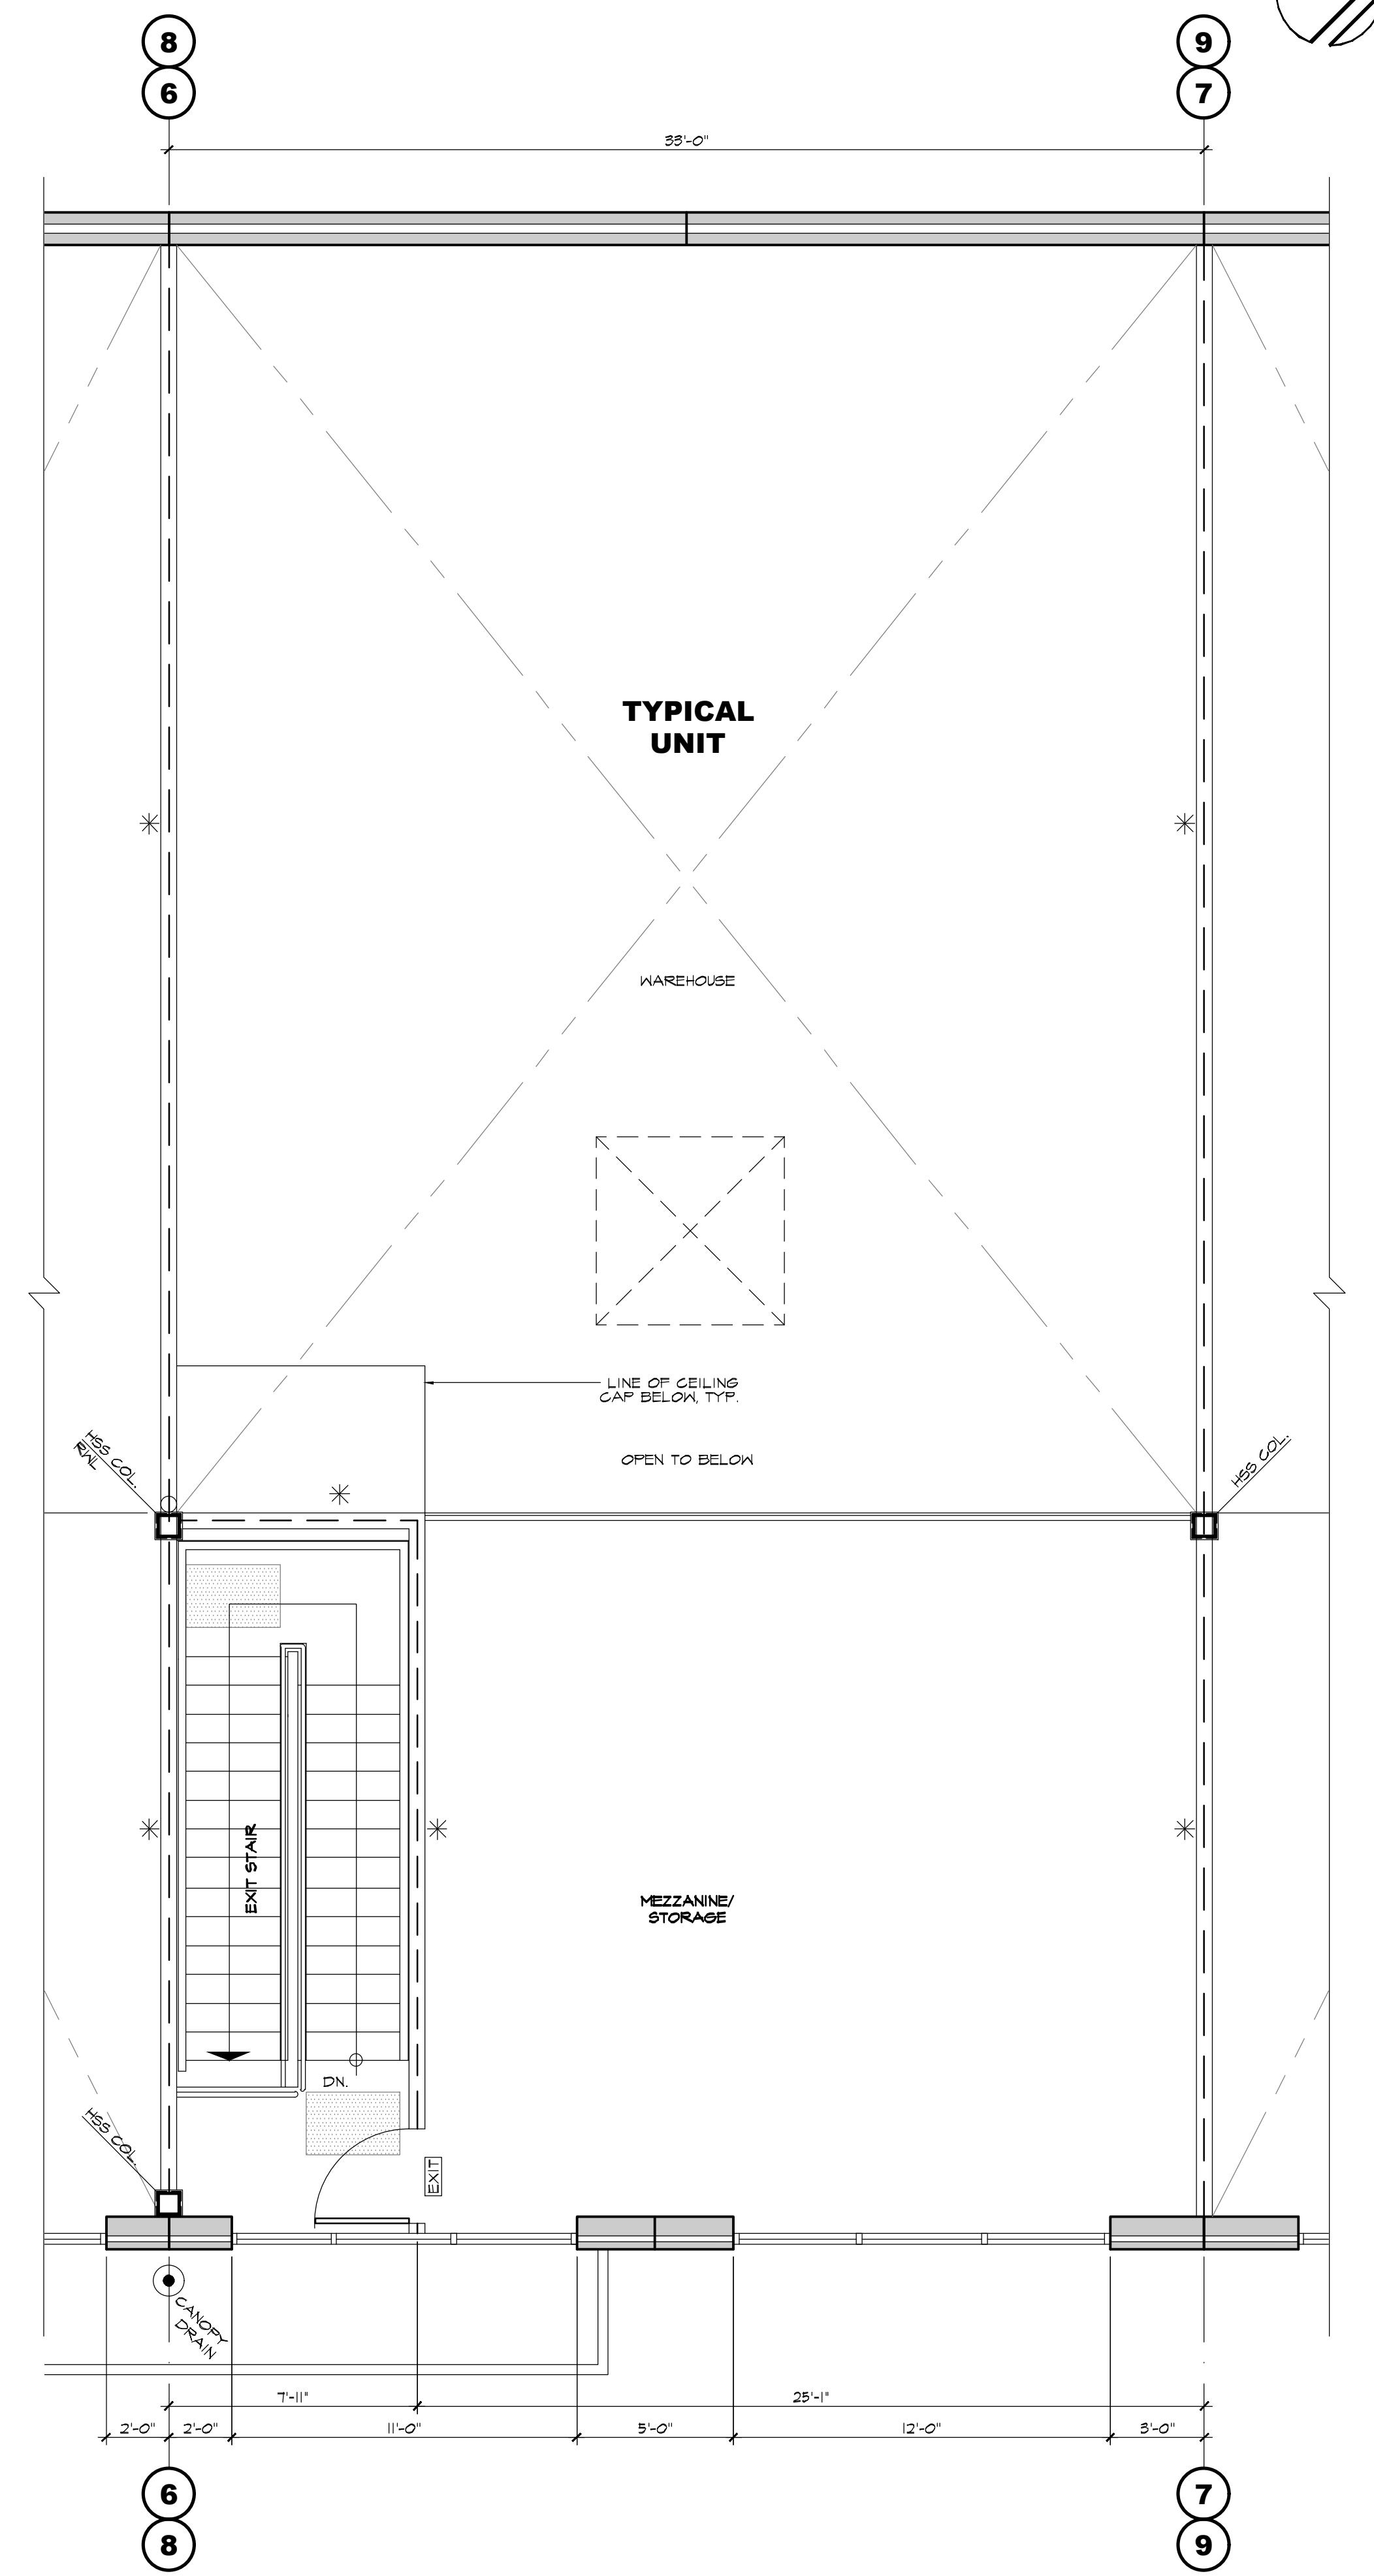 8
9
6
7
33'-0"
TYPICAL
UNIT
WAREHOUSE
LINE OF CEILING
CAP BELOW, TYP.
OPEN TO BELOW
HSS COL.
RWL
HSS COL.
EXIT STAIR
MEZZANINE/
STORAGE
DN.
HSS COL.
EXIT
CANOPY
DRAIN
7'-11"
25'-1"
2'-0"
2'-0"
11'-0"
5'-0"
12'-0"
3'-0"
6
7
8
9